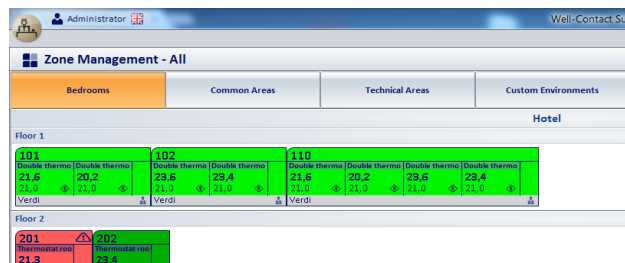 Administrator
Well-Contact Su
Zone Management - All
Bedrooms Common Areas Technical Areas Custom Environments
Hotel
Floor 1
101 102 110
Double thermo Double thermo Double thermo Double thermo Double thermo Double thermo Double thermo Double thermo
21,6 20,2 23,6 23,4 21,6 20,2 23,6 23,4
21,0 21,0 21,0 21,0 21,0 21,0 21,0 21,0
Verdi Verdi Verdi
Floor 2
201 202
Thermostat roo Thermostat roo
21,3 23,4